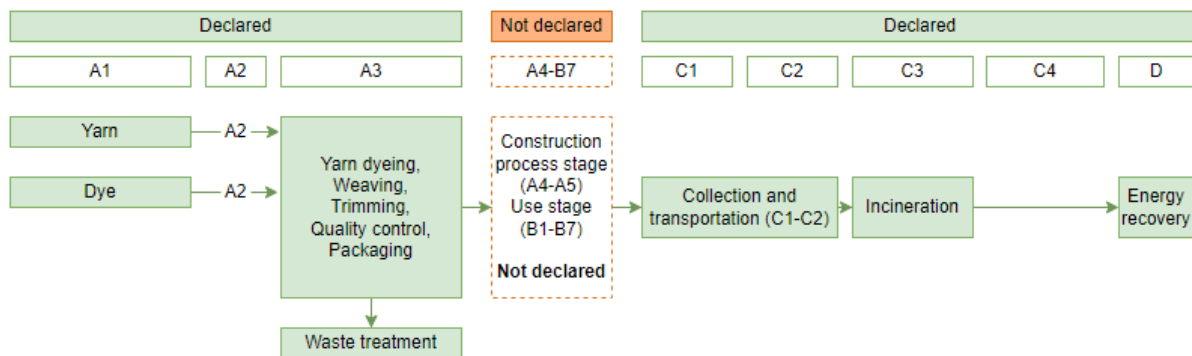 Declared
Not declared
Declared
A1
A2
A3
A4-B7
C1
C2
C3
C4
D
Yarn
A2
Dye
A2
Yarn dyeing,
Weaving,
Trimming,
Quality control,
Packaging
Waste treatment
Construction
process stage
(A4-A5)
Use stage
(B1-B7)
Not declared
Collection and
transportation (C1-C2)
Incineration
Energy
recovery